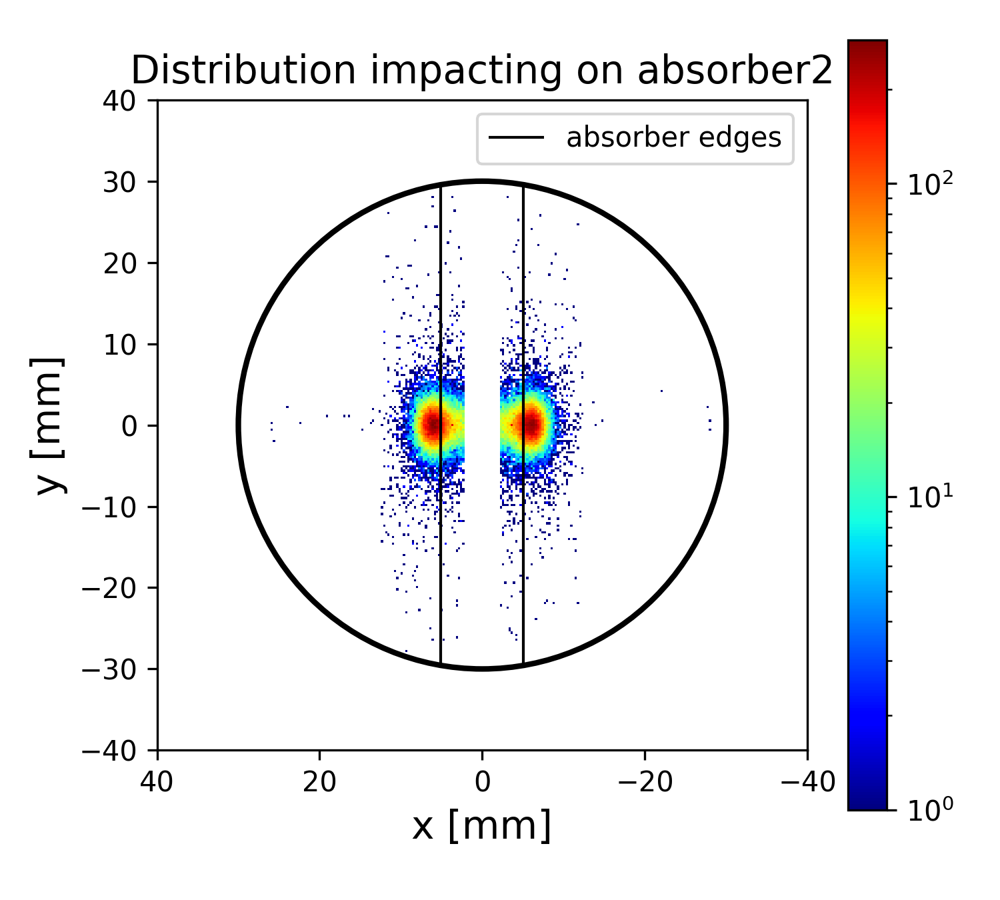 Distribution impacting on absorber2
absorber edges
40
30
20
10
0
−10
−20
−30
−40
y [mm]
40 20 0 −20 −40
x [mm]
10²
10¹
10⁰